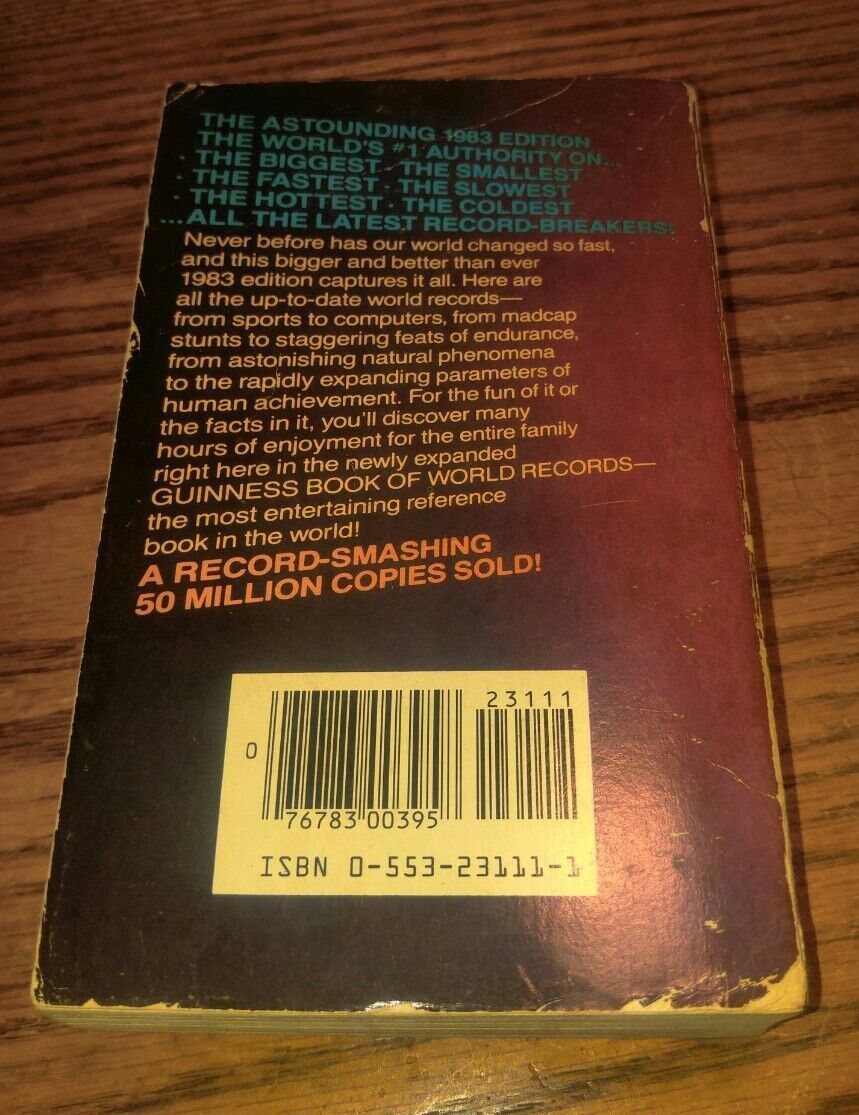 THE ASTOUNDING 1983 EDITION
THE WORLD'S #1 AUTHORITY ON...
· THE BIGGEST · THE SMALLEST
· THE FASTEST · THE SLOWEST
· THE HOTTEST · THE COLDEST
...ALL THE LATEST RECORD-BREAKERS!
Never before has our world changed so fast,
and this bigger and better than ever
1983 edition captures it all. Here are
all the up-to-date world records—
from sports to computers, from madcap
stunts to staggering feats of endurance,
from astonishing natural phenomena
to the rapidly expanding parameters of
human achievement. For the fun of it or
the facts in it, you'll discover many
hours of enjoyment for the entire family
right here in the newly expanded
GUINNESS BOOK OF WORLD RECORDS—
the most entertaining reference
book in the world!
A RECORD-SMASHING
50 MILLION COPIES SOLD!
23111
0
76783 00395
ISBN 0-553-23111-1